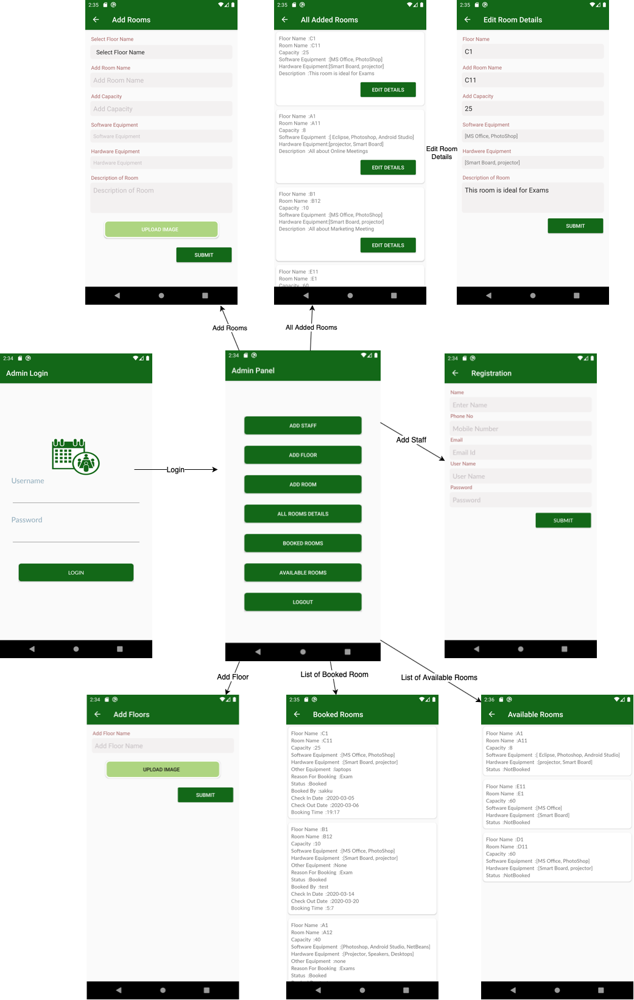 2:35
Add Rooms
Select Floor Name
Select Floor Name
Add Room Name
Add Room Name
Add Capacity
Add Capacity
Software Equipment
Software Equipment
Hardware Equipment
Hardware Equipment
Description of Room
Description of Room
UPLOAD IMAGE
SUBMIT
2:35
All Added Rooms
Floor Name :C1
Room Name :C11
Capacity :25
Software Equipment :[MS Office, PhotoShop]
Hardware Equipment:[Smart Board, projector]
Description :This room is ideal for Exams
EDIT DETAILS
Floor Name :A1
Room Name :A11
Capacity :8
Software Equipment :[ Eclipse, Photoshop, Android Studio]
Hardware Equipment:[projector, Smart Board]
Description :All about Online Meetings
EDIT DETAILS
Floor Name :B1
Room Name :B12
Capacity :10
Software Equipment :[MS Office, PhotoShop]
Hardware Equipment:[Smart Board, projector]
Description :All about Marketing Meeting
EDIT DETAILS
Floor Name :E11
Room Name :E1
Capacity :60
Edit Room
Details
2:35
Edit Room Details
Floor Name
C1
Add Room Name
C11
Add Capacity
25
Software Equipment
[MS Office, PhotoShop]
Hardwere Equipment
[Smart Board, projector]
Description of Room
This room is ideal for Exams
SUBMIT
Add Rooms
All Added Rooms
2:34
Admin Login
Username
Password
LOGIN
Login
2:34
Admin Panel
ADD STAFF
ADD FLOOR
ADD ROOM
ALL ROOMS DETAILS
BOOKED ROOMS
AVAILABLE ROOMS
LOGOUT
Add Staff
2:34
Registration
Name
Enter Name
Phone No
Mobile Number
Email
Email Id
User Name
User Name
Password
Password
SUBMIT
Add Floor
List of Booked Room
List of Available Rooms
2:34
Add Floors
Add Floor Name
Add Floor Name
UPLOAD IMAGE
SUBMIT
2:35
Booked Rooms
Floor Name :C1
Room Name :C11
Capacity :25
Software Equipment :[MS Office, PhotoShop]
Hardware Equipment :[Smart Board, projector]
Other Equipment :laptops
Reason For Booking :Exam
Status :Booked
Booked By :sakku
Check In Date :2020-03-05
Check Out Date :2020-03-06
Booking Time :19:17
Floor Name :B1
Room Name :B12
Capacity :10
Software Equipment :[MS Office, PhotoShop]
Hardware Equipment :[Smart Board, projector]
Other Equipment :None
Reason For Booking :Exam
Status :Booked
Booked By :test
Check In Date :2020-03-14
Check Out Date :2020-03-20
Booking Time :5:7
Floor Name :A1
Room Name :A12
Capacity :40
Software Equipment :[Photoshop, Android Studio, NetBeans]
Hardware Equipment :[Projector, Speakers, Desktops]
Other Equipment :none
Reason For Booking :Exams
Status :Booked
2:36
Available Rooms
Floor Name :A1
Room Name :A11
Capacity :8
Software Equipment :[ Eclipse, Photoshop, Android Studio]
Hardware Equipment :[projector, Smart Board]
Status :NotBooked
Floor Name :E11
Room Name :E1
Capacity :60
Software Equipment :[MS Office]
Hardware Equipment :[Smart Board]
Status :NotBooked
Floor Name :D1
Room Name :D11
Capacity :60
Software Equipment :[MS Office, PhotoShop]
Hardware Equipment :[Smart Board, projector]
Status :NotBooked